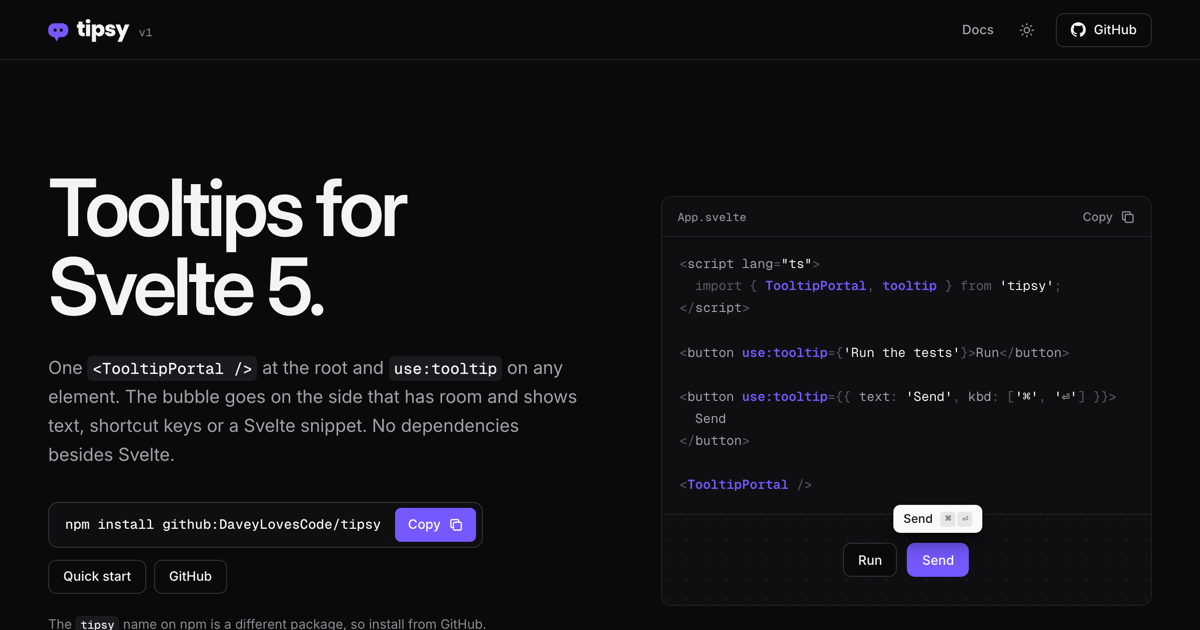 tipsy v1
Docs
GitHub
Tooltips for
Svelte 5.
One <TooltipPortal /> at the root and use:tooltip on any
element. The bubble goes on the side that has room and shows
text, shortcut keys or a Svelte snippet. No dependencies
besides Svelte.
npm install github:DaveyLovesCode/tipsy
Copy
Quick start
GitHub
The tipsy name on npm is a different package, so install from GitHub.
App.svelte
Copy
<script lang="ts">
  import { TooltipPortal, tooltip } from 'tipsy';
</script>
<button use:tooltip={'Run the tests'}>Run</button>
<button use:tooltip={{ text: 'Send', kbd: ['⌘', '⏎'] }}>
  Send
</button>
<TooltipPortal />
Send ⌘ ⏎
Run
Send